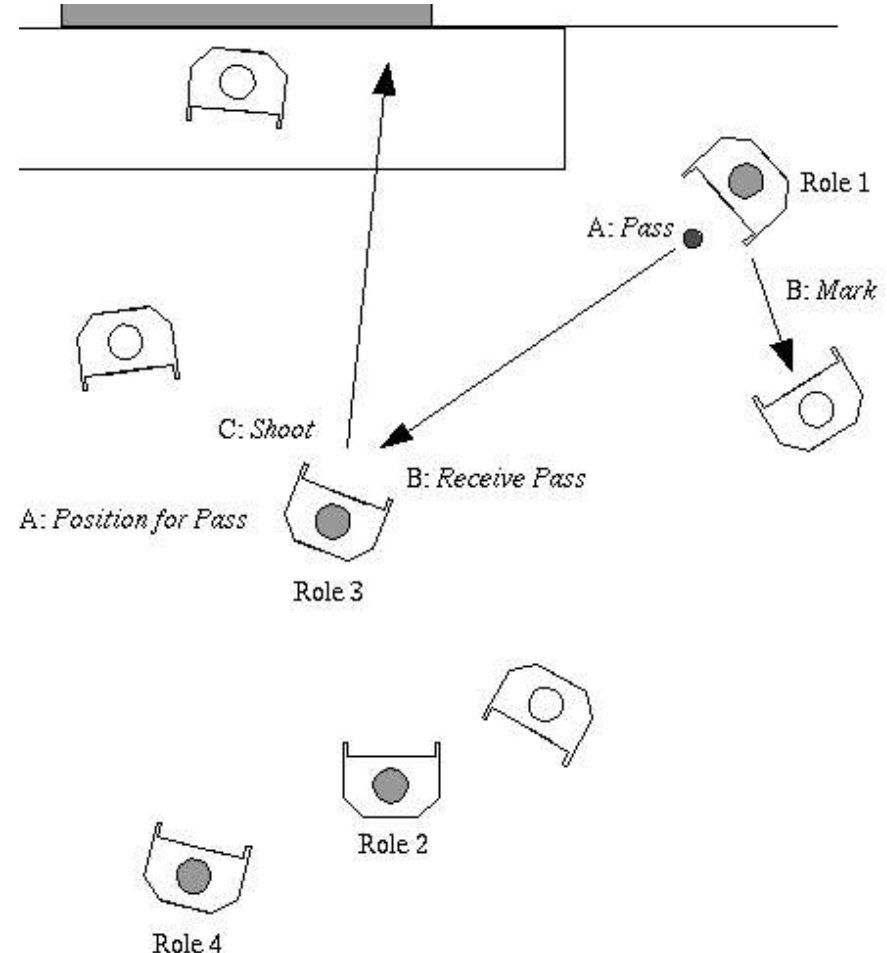 Role 1
A: Pass
B: Mark
C: Shoot
B: Receive Pass
A: Position for Pass
Role 3
Role 2
Role 4